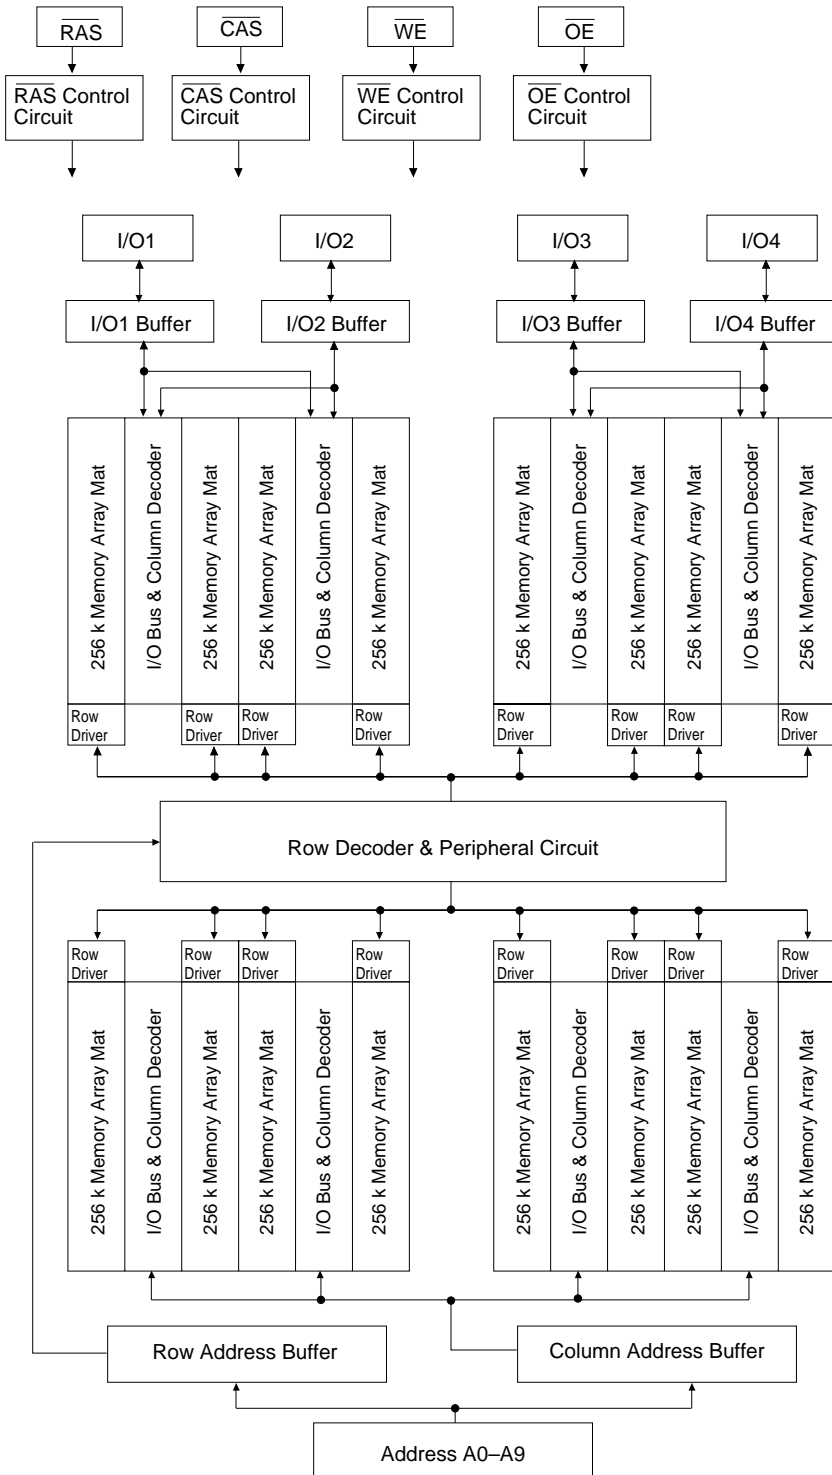 R̅A̅S̅
C̅A̅S̅
W̅E̅
O̅E̅
R̅A̅S̅ Control
Circuit
C̅A̅S̅ Control
Circuit
W̅E̅ Control
Circuit
O̅E̅ Control
Circuit
I/O1
I/O2
I/O3
I/O4
I/O1 Buffer
I/O2 Buffer
I/O3 Buffer
I/O4 Buffer
256 k Memory Array Mat
I/O Bus & Column Decoder
256 k Memory Array Mat
256 k Memory Array Mat
I/O Bus & Column Decoder
256 k Memory Array Mat
256 k Memory Array Mat
I/O Bus & Column Decoder
256 k Memory Array Mat
256 k Memory Array Mat
I/O Bus & Column Decoder
256 k Memory Array Mat
Row
Driver
Row
Driver
Row
Driver
Row
Driver
Row
Driver
Row
Driver
Row
Driver
Row
Driver
Row Decoder & Peripheral Circuit
Row
Driver
Row
Driver
Row
Driver
Row
Driver
Row
Driver
Row
Driver
Row
Driver
Row
Driver
256 k Memory Array Mat
I/O Bus & Column Decoder
256 k Memory Array Mat
256 k Memory Array Mat
I/O Bus & Column Decoder
256 k Memory Array Mat
256 k Memory Array Mat
I/O Bus & Column Decoder
256 k Memory Array Mat
256 k Memory Array Mat
I/O Bus & Column Decoder
256 k Memory Array Mat
Row Address Buffer
Column Address Buffer
Address A0–A9